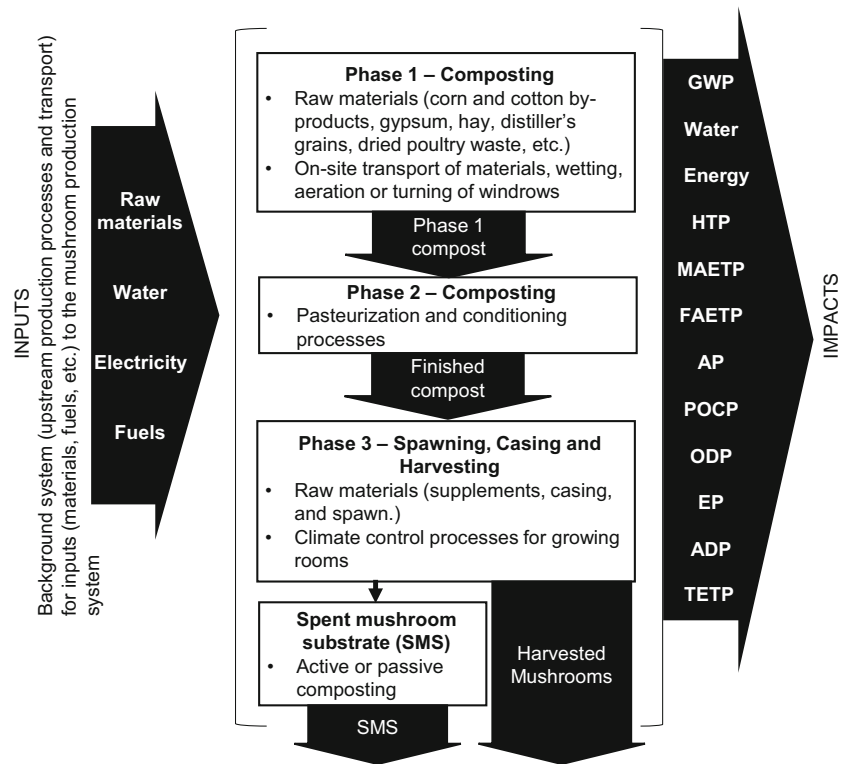 INPUTS
Background system (upstream production processes and transport)
for inputs (materials, fuels, etc.) to the mushroom production
system
Raw
materials
Water
Electricity
Fuels
Phase 1 – Composting
• Raw materials (corn and cotton by-
products, gypsum, hay, distiller's
grains, dried poultry waste, etc.)
• On-site transport of materials, wetting,
aeration or turning of windrows
Phase 1
compost
Phase 2 – Composting
• Pasteurization and conditioning
processes
Finished
compost
Phase 3 – Spawning, Casing and
Harvesting
• Raw materials (supplements, casing,
and spawn.)
• Climate control processes for growing
rooms
Spent mushroom
substrate (SMS)
• Active or passive
composting
SMS
Harvested
Mushrooms
GWP
Water
Energy
HTP
MAETP
FAETP
AP
POCP
ODP
EP
ADP
TETP
IMPACTS